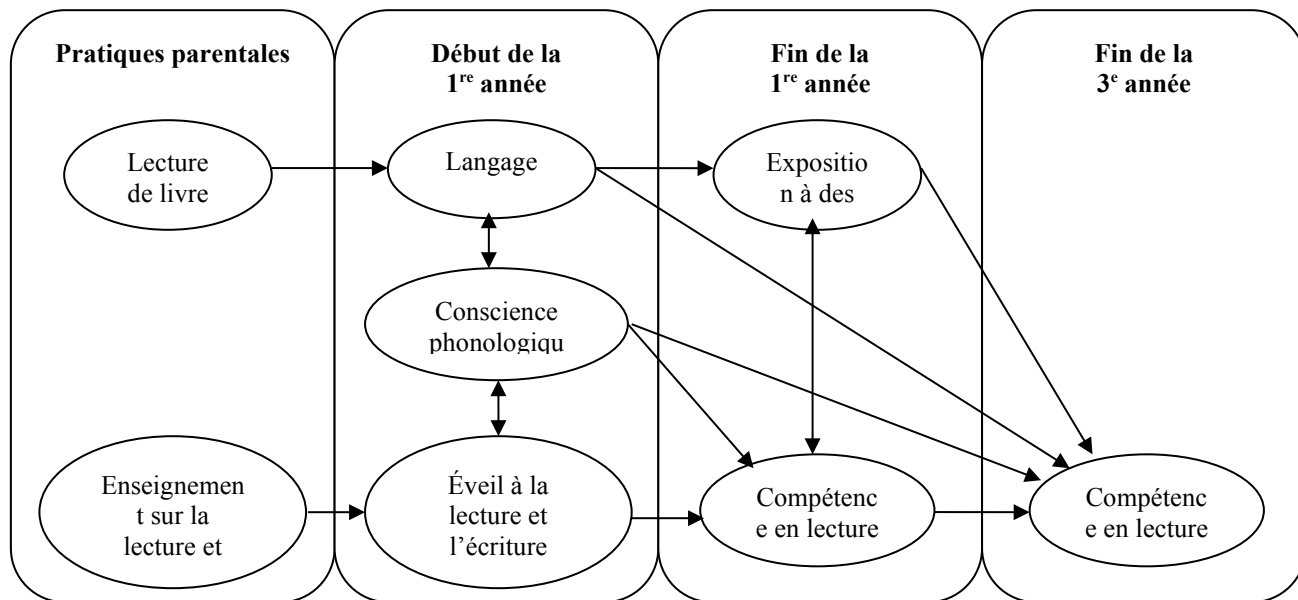 Pratiques parentales
Début de la
1re année
Fin de la
1re année
Fin de la
3e année
Lecture
de livre
Langage
Expositio
n à des
Conscience
phonologiqu
Enseignemen
t sur la
lecture et
Éveil à la
lecture et
l’écriture
Compétenc
e en lecture
Compétenc
e en lecture